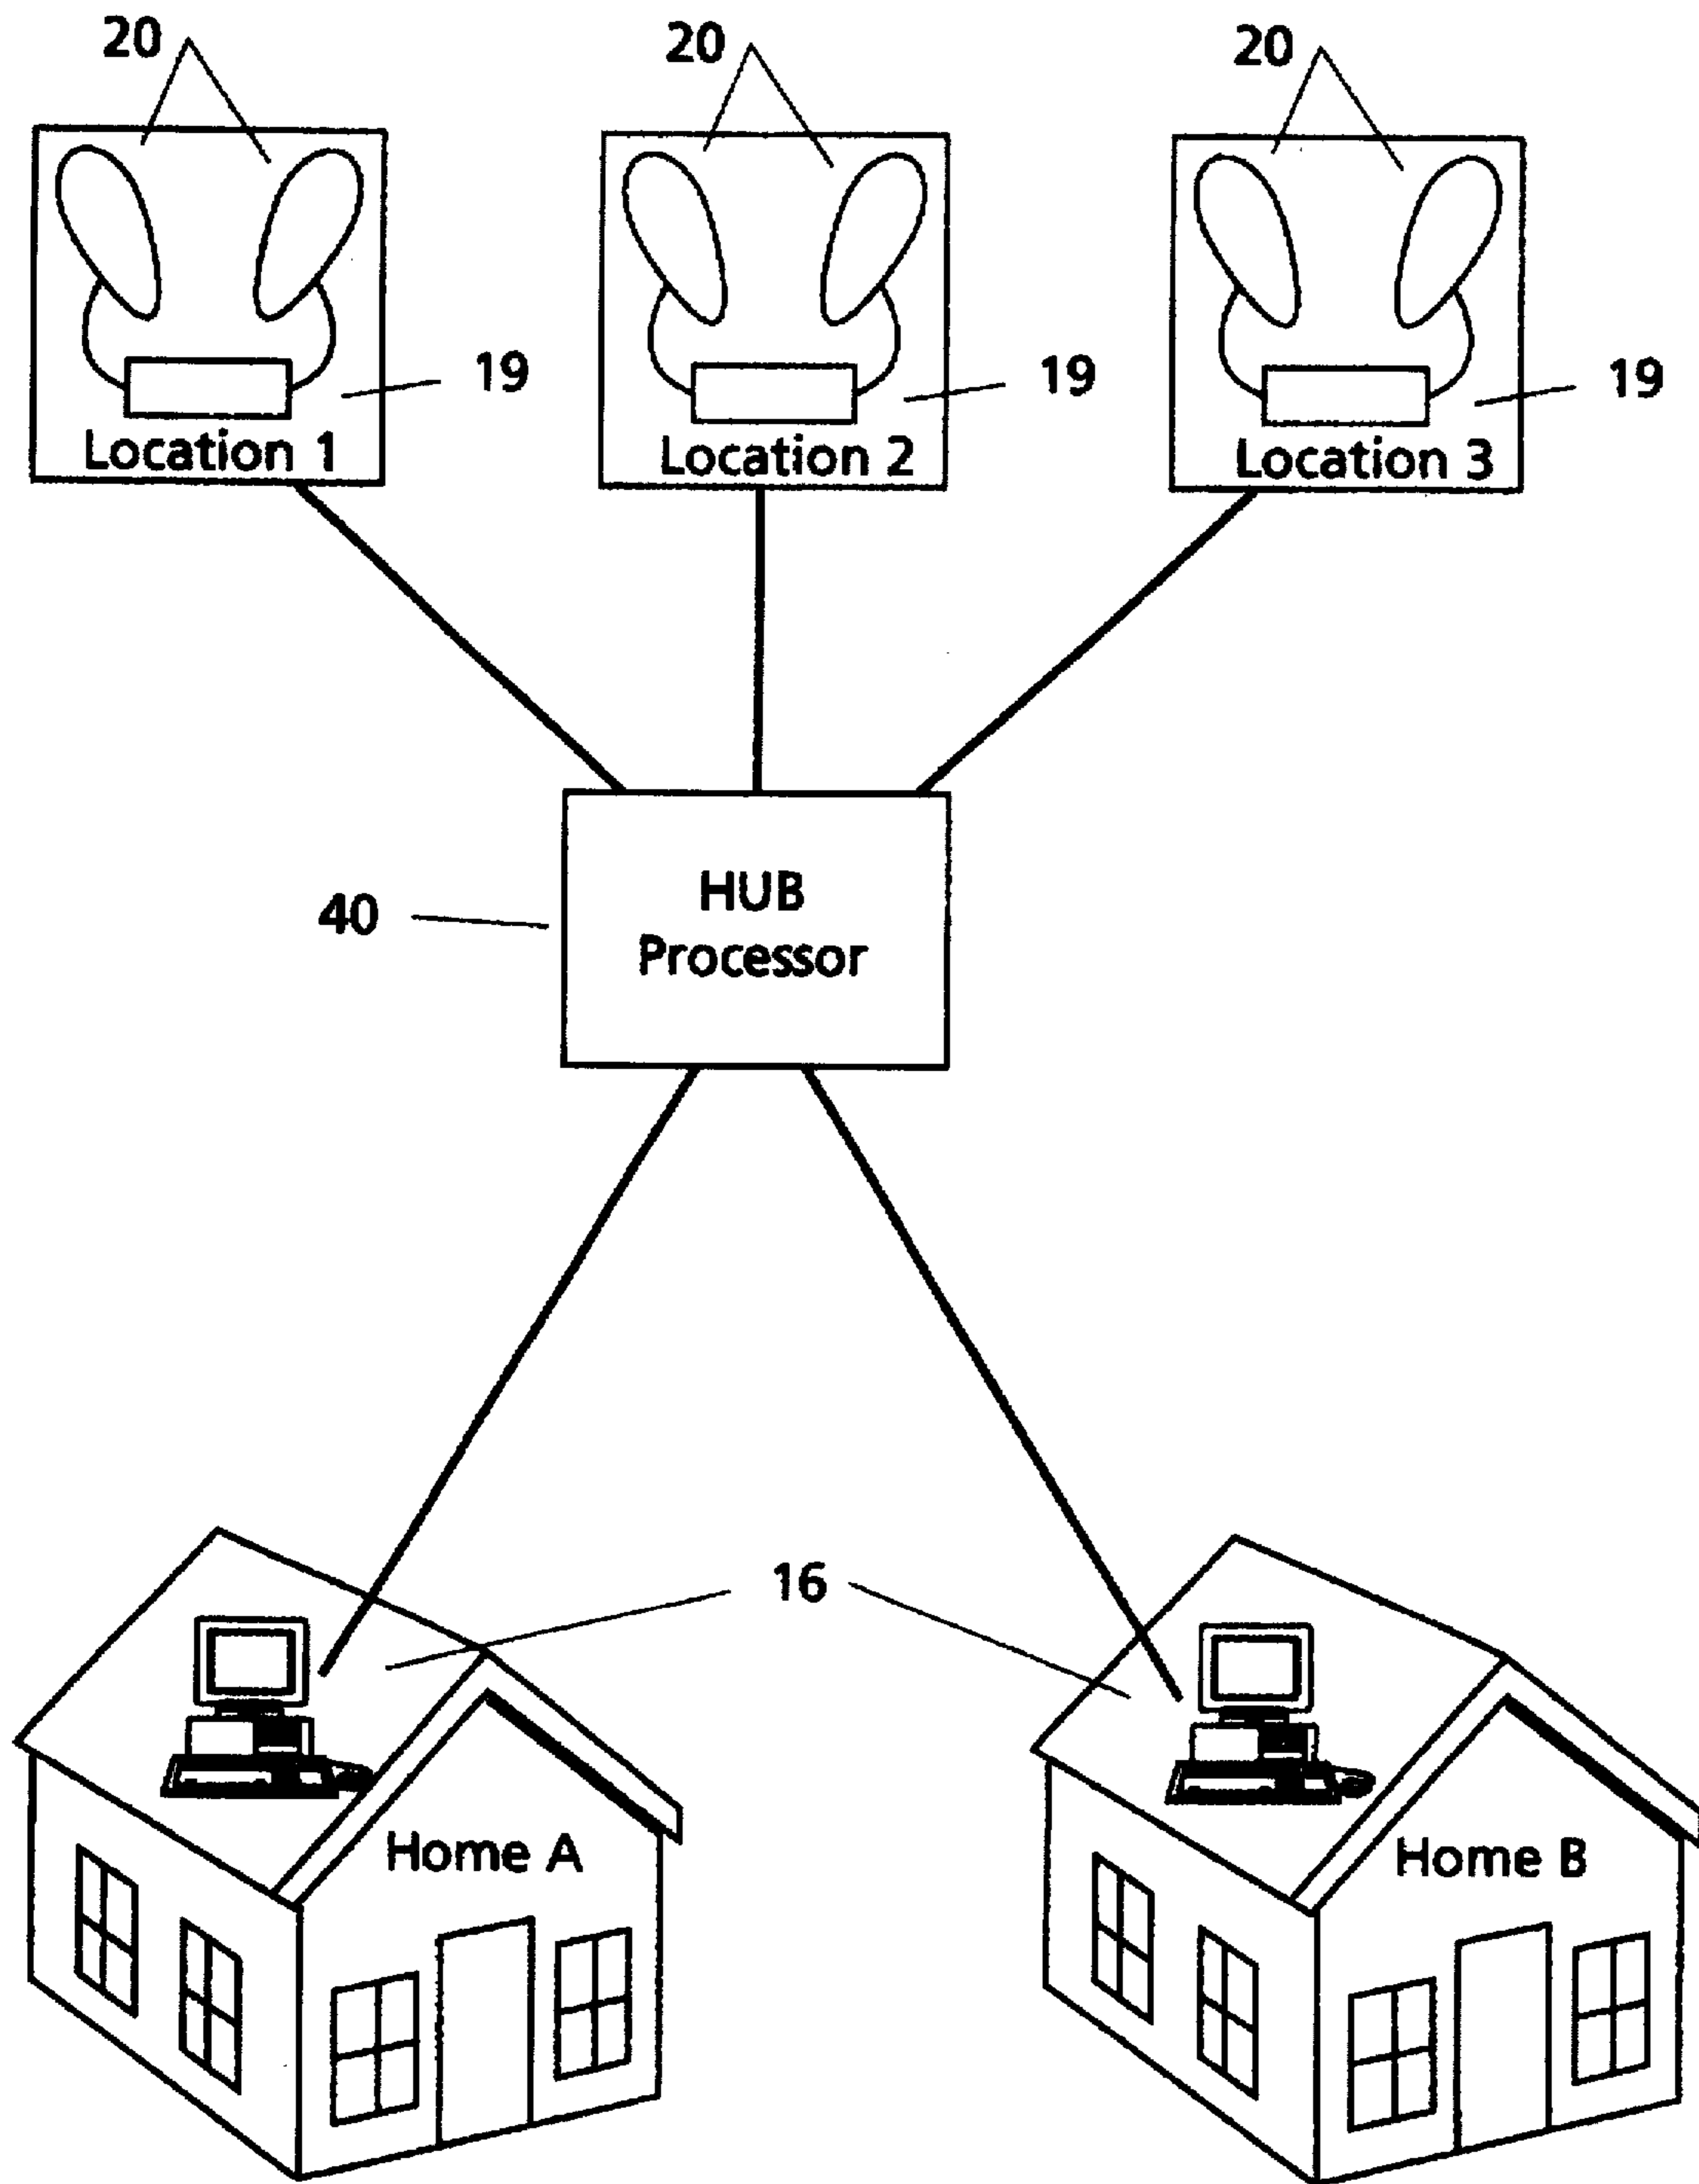 20 20 20
19 19 19
Location 1 Location 2 Location 3
HUB
40
Processor
16
Home A Home B